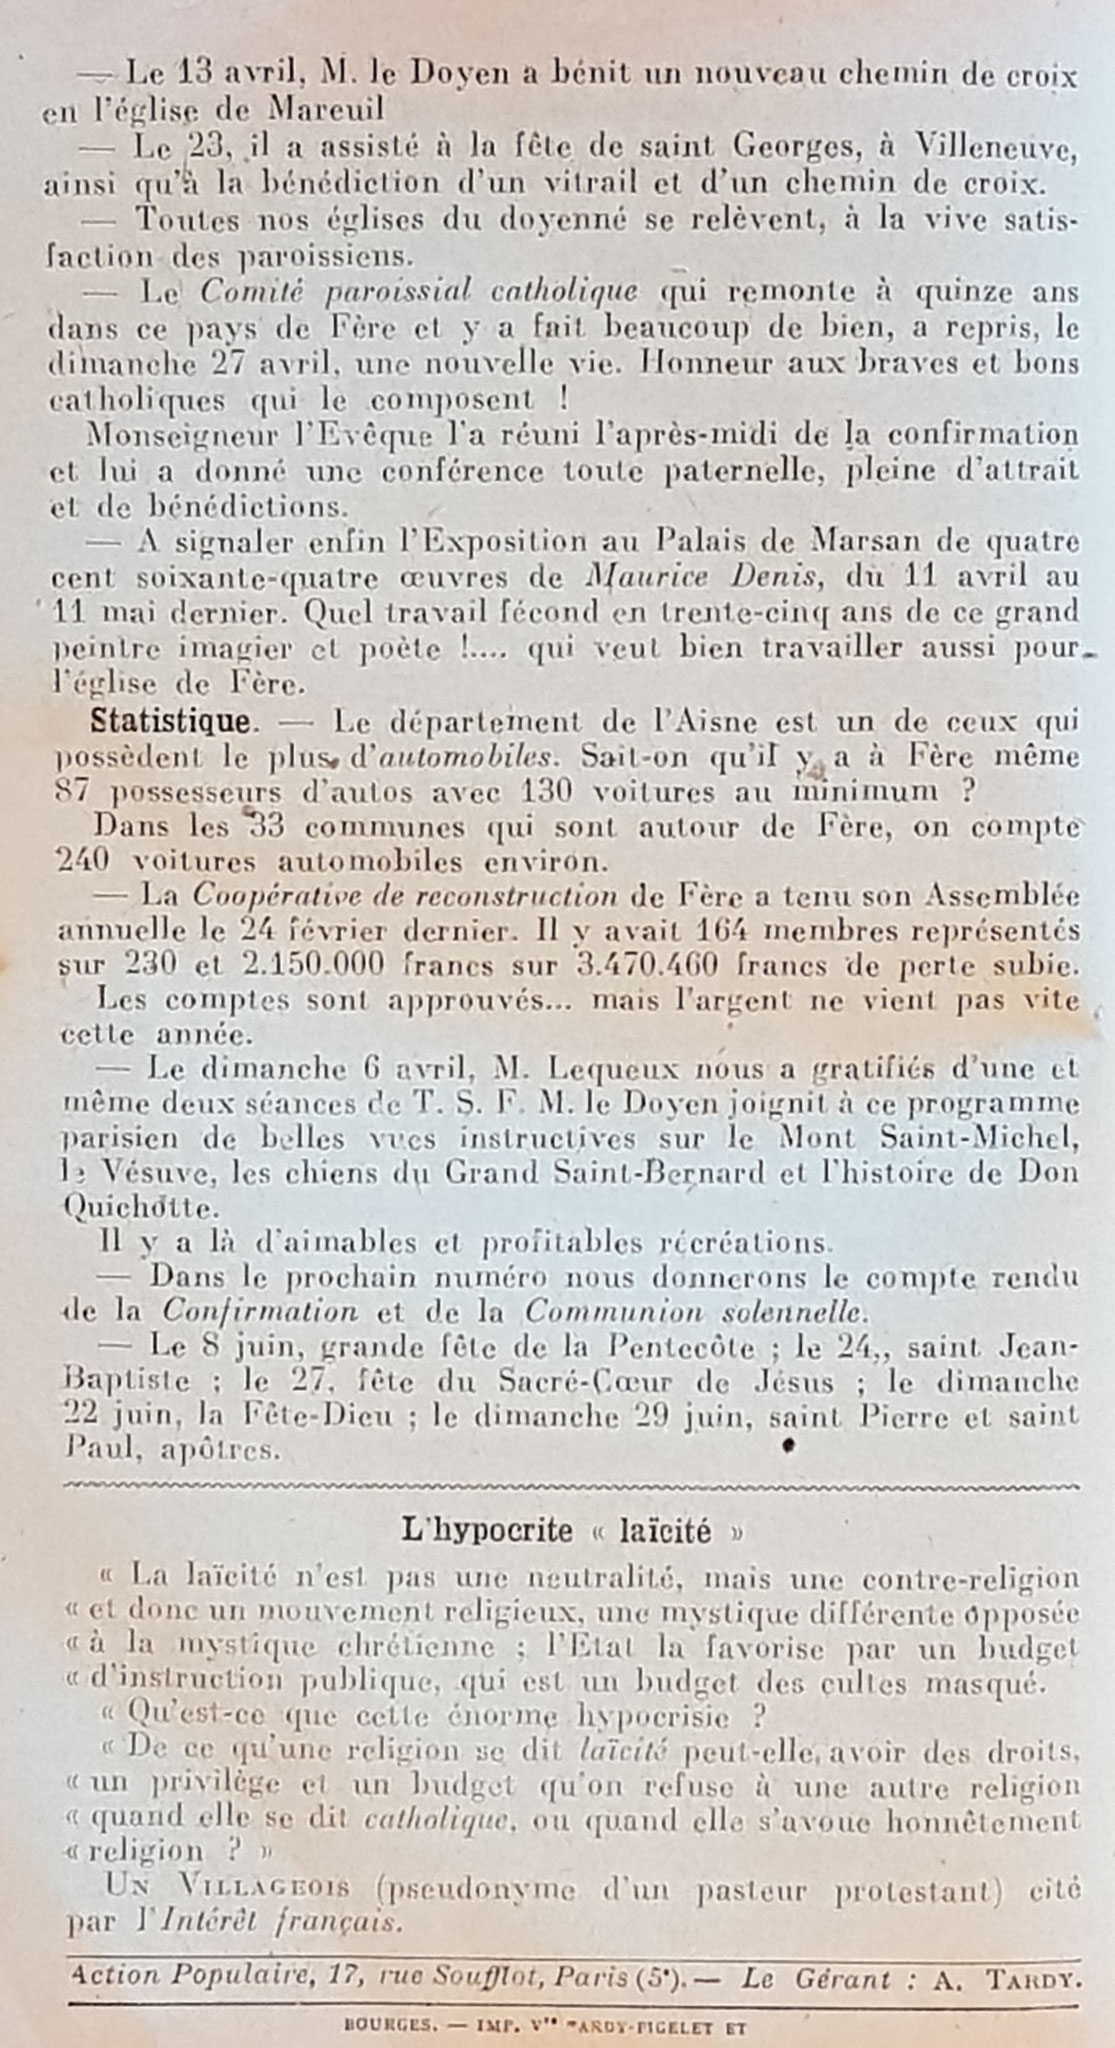 — Le 13 avril, M. le Doyen a bénit un nouveau chemin de croix
en l'église de Mareuil
— Le 23, il a assisté à la fête de saint Georges, à Villeneuve,
ainsi qu'à la bénédiction d'un vitrail et d'un chemin de croix.
— Toutes nos églises du doyenné se relèvent, à la vive satis-
faction des paroissiens.
— Le Comité paroissial catholique qui remonte à quinze ans
dans ce pays de Fère et y a fait beaucoup de bien, a repris, le
dimanche 27 avril, une nouvelle vie. Honneur aux braves et bons
catholiques qui le composent !
Monseigneur l'Evêque l'a réuni l'après-midi de la confirmation
et lui a donné une conférence toute paternelle, pleine d'attrait
et de bénédictions.
— A signaler enfin l'Exposition au Palais de Marsan de quatre
cent soixante-quatre œuvres de Maurice Denis, du 11 avril au
11 mai dernier. Quel travail fécond en trente-cinq ans de ce grand
peintre imagier et poète !.... qui veut bien travailler aussi pour
l'église de Fère.
Statistique. — Le département de l'Aisne est un de ceux qui
possèdent le plus d'automobiles. Sait-on qu'il y a à Fère même
87 possesseurs d'autos avec 130 voitures au minimum ?
Dans les 33 communes qui sont autour de Fère, on compte
240 voitures automobiles environ.
— La Coopérative de reconstruction de Fère a tenu son Assemblée
annuelle le 24 février dernier. Il y avait 164 membres représentés
sur 230 et 2.150.000 francs sur 3.470.460 francs de perte subie.
Les comptes sont approuvés... mais l'argent ne vient pas vite
cette année.
— Le dimanche 6 avril, M. Lequeux nous a gratifiés d'une et
même deux séances de T. S. F. M. le Doyen joignit à ce programme
parisien de belles vues instructives sur le Mont Saint-Michel,
le Vésuve, les chiens du Grand Saint-Bernard et l'histoire de Don
Quichotte.
Il y a là d'aimables et profitables récréations.
— Dans le prochain numéro nous donnerons le compte rendu
de la Confirmation et de la Communion solennelle.
— Le 8 juin, grande fête de la Pentecôte ; le 24,, saint Jean-
Baptiste ; le 27, fête du Sacré-Cœur de Jésus ; le dimanche
22 juin, la Fête-Dieu ; le dimanche 29 juin, saint Pierre et saint
Paul, apôtres.
L'hypocrite « laïcité »
« La laïcité n'est pas une neutralité, mais une contre-religion
« et donc un mouvement religieux, une mystique différente opposée
« à la mystique chrétienne ; l'Etat la favorise par un budget
« d'instruction publique, qui est un budget des cultes masqué.
« Qu'est-ce que cette énorme hypocrisie ?
« De ce qu'une religion se dit laïcité peut-elle avoir des droits,
« un privilège et un budget qu'on refuse à une autre religion
« quand elle se dit catholique, ou quand elle s'avoue honnêtement
« religion ? »
UN VILLAGEOIS (pseudonyme d'un pasteur protestant) cité
par l'Intérêt français.
Action Populaire, 17, rue Soufflot, Paris (5e). — Le Gérant : A. TARDY.
BOURGES. — IMP. Vve TARDY-PIGELET ET